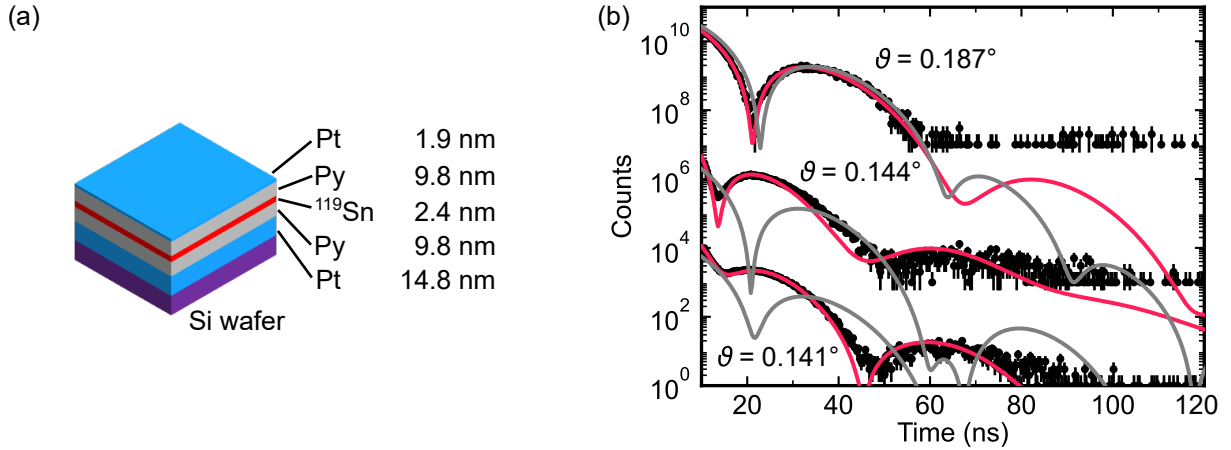 (a)
Pt 1.9 nm
Py 9.8 nm
¹¹⁹Sn 2.4 nm
Py 9.8 nm
Pt 14.8 nm
Si wafer
(b)
Counts
10¹⁰
10⁸
10⁶
10⁴
10²
10⁰
ϑ = 0.187°
ϑ = 0.144°
ϑ = 0.141°
20 40 60 80 100 120
Time (ns)